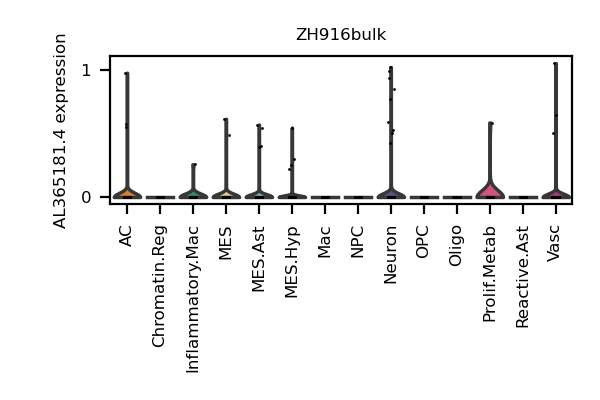 ZH916bulk
AL365181.4 expression
1
0
AC
Chromatin.Reg
Inflammatory.Mac
MES
MES.Ast
MES.Hyp
Mac
NPC
Neuron
OPC
Oligo
Prolif.Metab
Reactive.Ast
Vasc